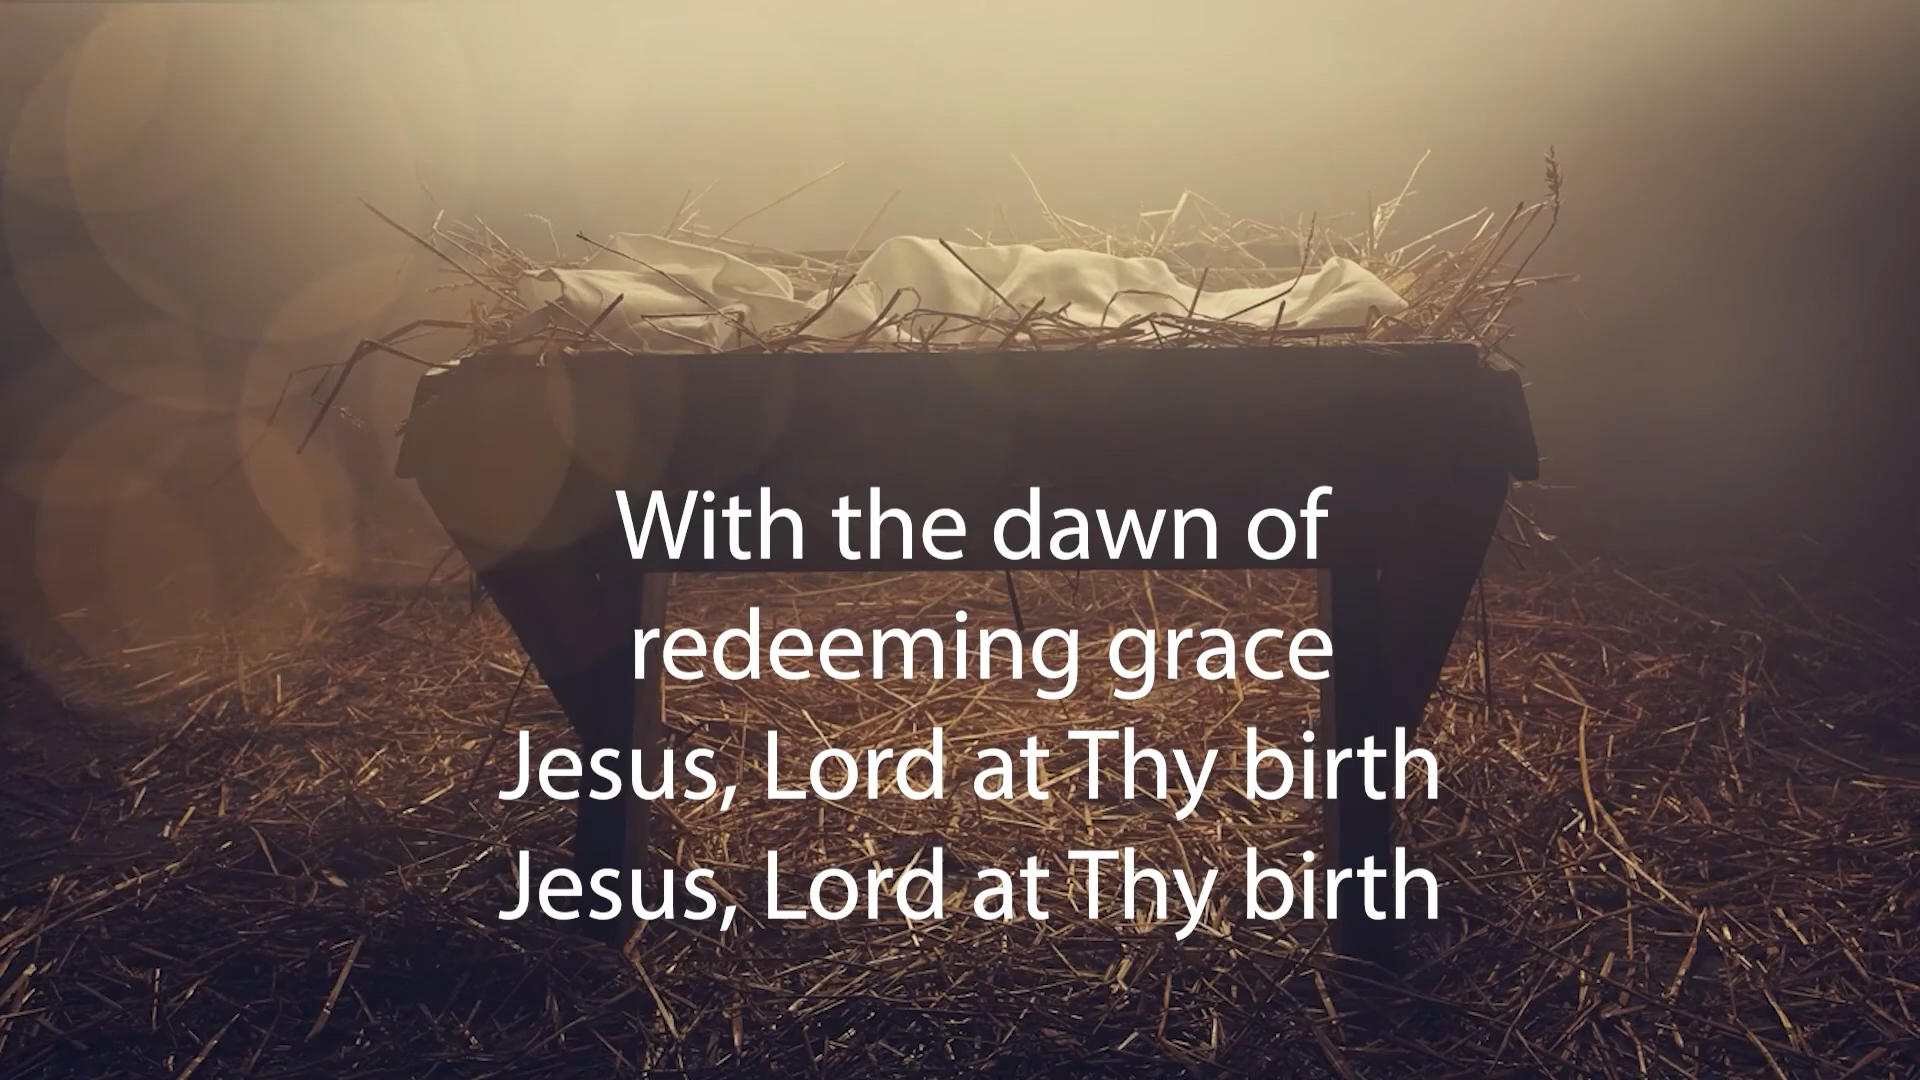 With the dawn of
redeeming grace
Jesus, Lord at Thy birth
Jesus, Lord at Thy birth